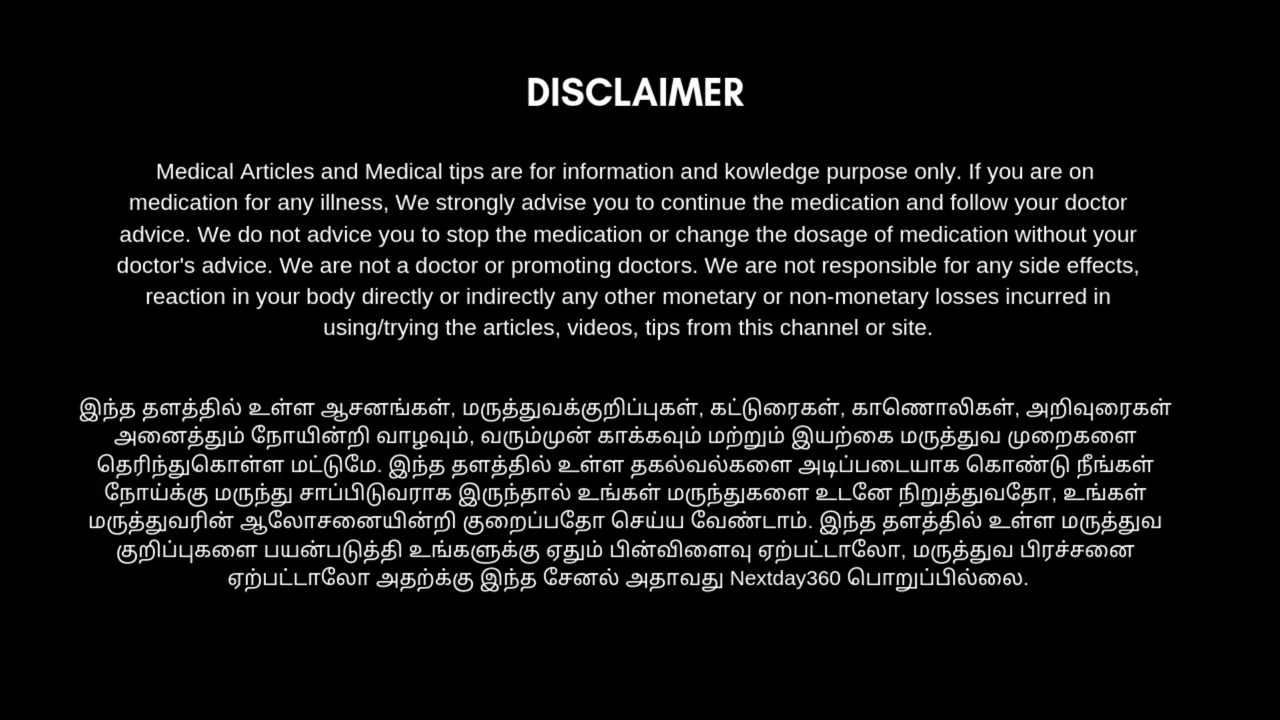 DISCLAIMER
Medical Articles and Medical tips are for information and kowledge purpose only. If you are on
medication for any illness, We strongly advise you to continue the medication and follow your doctor
advice. We do not advice you to stop the medication or change the dosage of medication without your
doctor's advice. We are not a doctor or promoting doctors. We are not responsible for any side effects,
reaction in your body directly or indirectly any other monetary or non-monetary losses incurred in
using/trying the articles, videos, tips from this channel or site.
இந்த தளத்தில் உள்ள ஆசனங்கள், மருத்துவக்குறிப்புகள், கட்டுரைகள், காணொலிகள், அறிவுரைகள்
அனைத்தும் நோயின்றி வாழவும், வரும்முன் காக்கவும் மற்றும் இயற்கை மருத்துவ முறைகளை
தெரிந்துகொள்ள மட்டுமே. இந்த தளத்தில் உள்ள தகல்வல்களை அடிப்படையாக கொண்டு நீங்கள்
நோய்க்கு மருந்து சாப்பிடுவராக இருந்தால் உங்கள் மருந்துகளை உடனே நிறுத்துவதோ, உங்கள்
மருத்துவரின் ஆலோசனையின்றி குறைப்பதோ செய்ய வேண்டாம். இந்த தளத்தில் உள்ள மருத்துவ
குறிப்புகளை பயன்படுத்தி உங்களுக்கு ஏதும் பின்விளைவு ஏற்பட்டாலோ, மருத்துவ பிரச்சனை
ஏற்பட்டாலோ அதற்க்கு இந்த சேனல் அதாவது Nextday360 பொறுப்பில்லை.